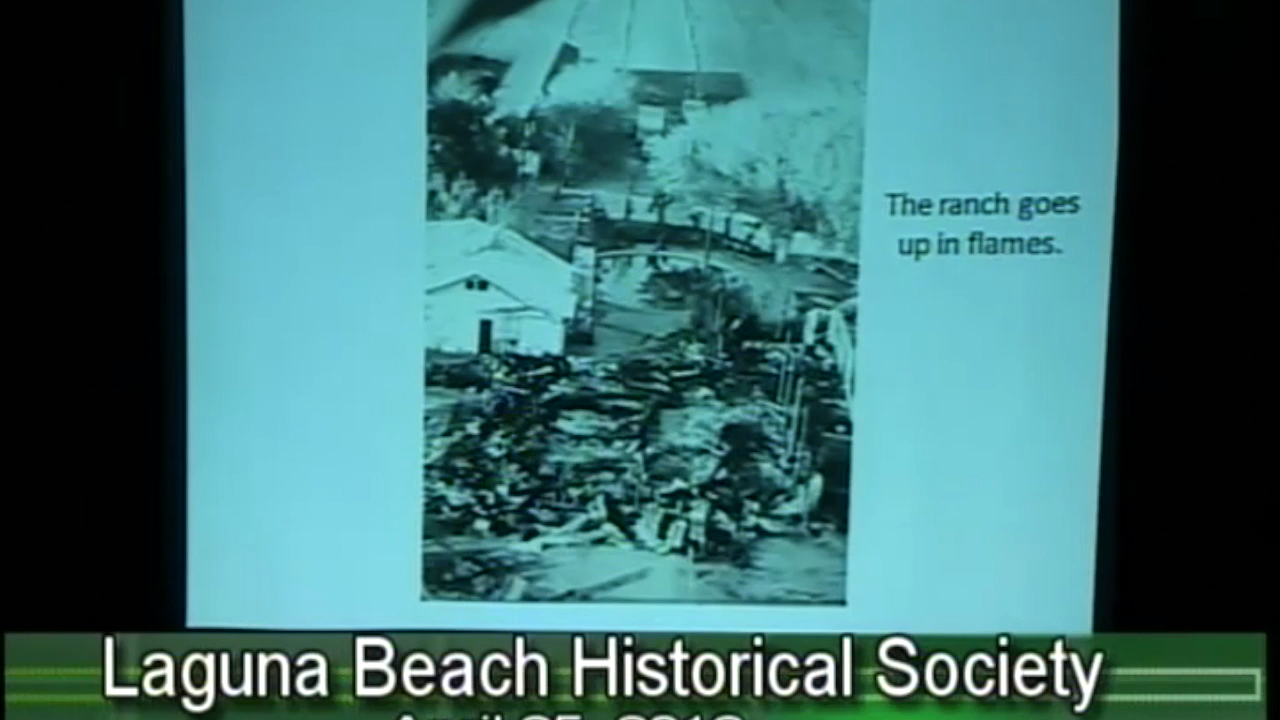 The ranch goes
up in flames.
Laguna Beach Historical Society